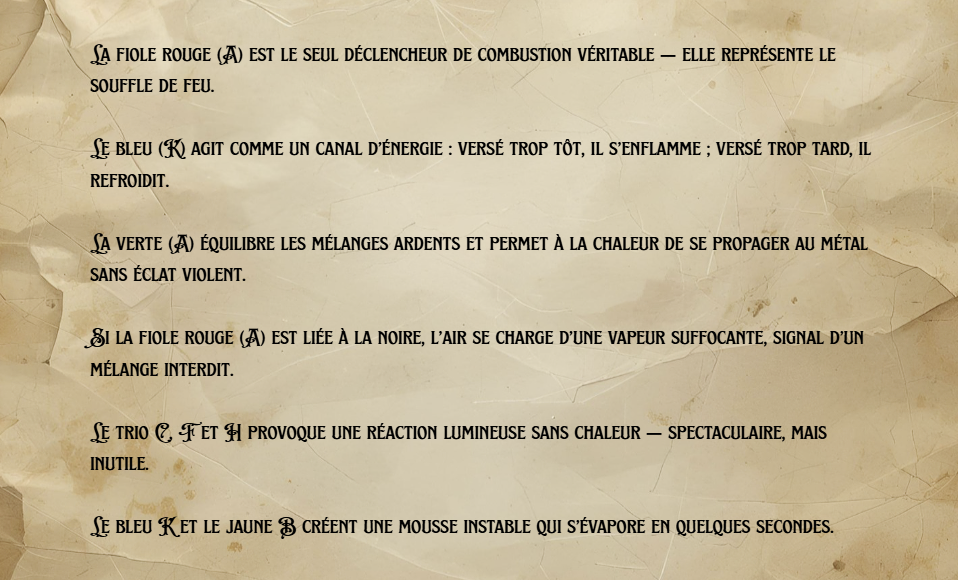 La fiole rouge (A) est le seul déclencheur de combustion véritable — elle représente le
souffle de feu.
Le bleu (K) agit comme un canal d’énergie : versé trop tôt, il s’enflamme ; versé trop tard, il
refroidit.
La verte (A) équilibre les mélanges ardents et permet à la chaleur de se propager au métal
sans éclat violent.
Si la fiole rouge (A) est liée à la noire, l’air se charge d’une vapeur suffocante, signal d’un
mélange interdit.
Le trio C, F et H provoque une réaction lumineuse sans chaleur — spectaculaire, mais
inutile.
Le bleu K et le jaune B créent une mousse instable qui s’évapore en quelques secondes.